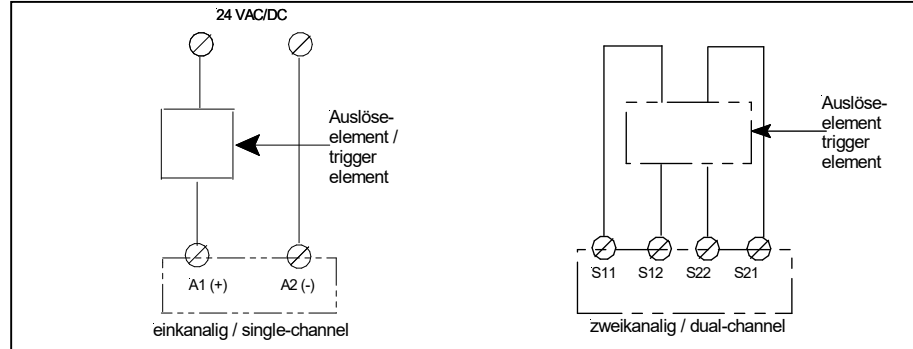 24 VAC/DC
Auslöse-
element /
trigger
element
A1 (+)
A2 (-)
einkanalig / single-channel
Auslöse-
element
trigger
element
S11
S12
S22
S21
zweikanalig / dual-channel